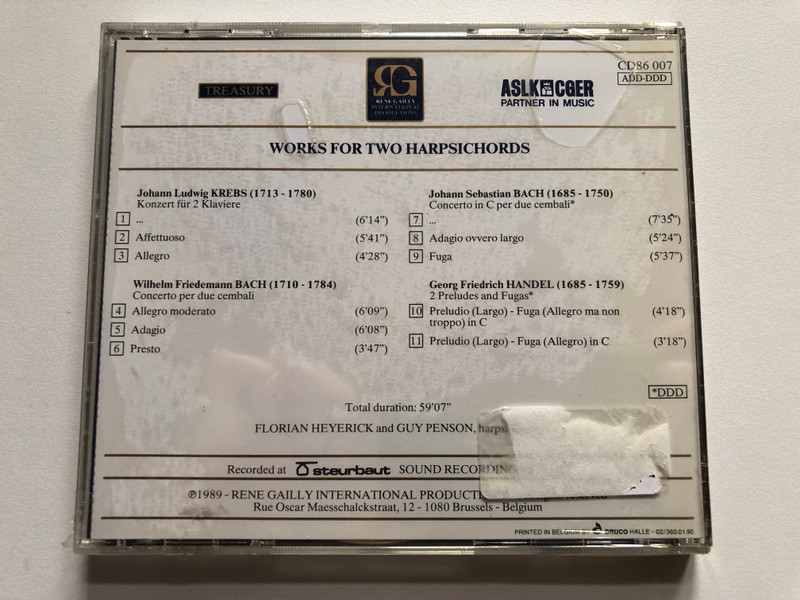 TREASURY
RG
RENE GAILLY
INTERNATIONAL
PRODUCTIONS
ASLK CGER
PARTNER IN MUSIC
CD86 007
ADD-DDD
WORKS FOR TWO HARPSICHORDS
Johann Ludwig KREBS (1713 - 1780)
Konzert für 2 Klaviere
1 ... (6'14")
2 Affettuoso (5'41")
3 Allegro (4'28")
Wilhelm Friedemann BACH (1710 - 1784)
Concerto per due cembali
4 Allegro moderato (6'09")
5 Adagio (6'08")
6 Presto (3'47")
Johann Sebastian BACH (1685 - 1750)
Concerto in C per due cembali*
7 ... (7'35")
8 Adagio ovvero largo (5'24")
9 Fuga (5'37")
Georg Friedrich HANDEL (1685 - 1759)
2 Preludes and Fugas*
10 Preludio (Largo) - Fuga (Allegro ma non troppo) in C (4'18")
11 Preludio (Largo) - Fuga (Allegro) in C (3'18")
*DDD
Total duration: 59'07"
FLORIAN HEYERICK and GUY PENSON,
Recorded at steurbaut SOUND
℗1989 - RENE GAILLY INTERNATIONAL
Rue Oscar Maesschalckstraat, 12 - 1080 Brussels - Belgium
PRINTED IN BELGIUM BY DRUCO HALLE - 02/360.01.90